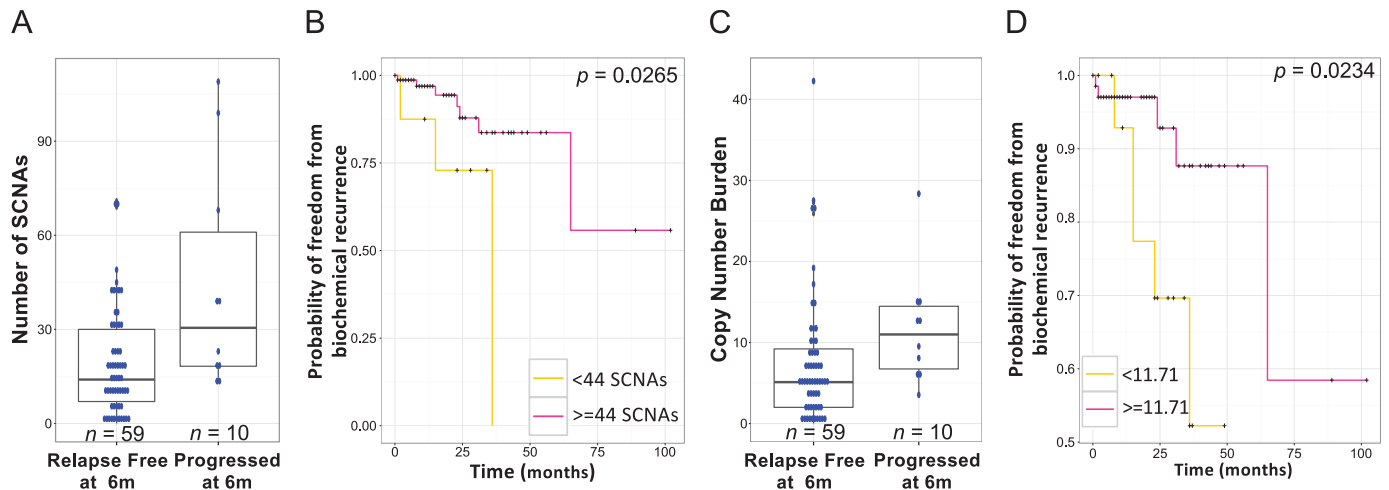 A
Number of SCNAs
90
60
30
0
n = 59
n = 10
Relapse Free
at 6m
Progressed
at 6m
B
Probability of freedom from
biochemical recurrence
1.00
0.75
0.50
0.25
0.00
p = 0.0265
<44 SCNAs
>=44 SCNAs
0
25
50
75
100
Time (months)
C
Copy Number Burden
40
30
20
10
0
n = 59
n = 10
Relapse Free
at 6m
Progressed
at 6m
D
Probability of freedom from
biochemical recurrence
1.0
0.9
0.8
0.7
0.6
0.5
p = 0.0234
<11.71
>=11.71
0
25
50
75
100
Time (months)